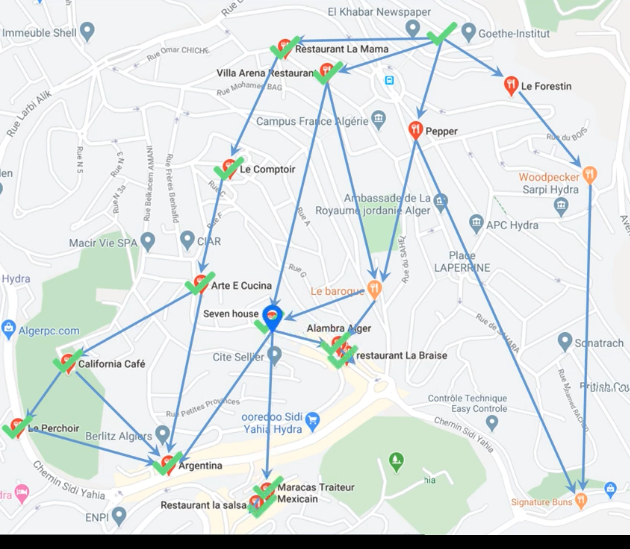 El Khabar Newspaper
Immeuble Shell
Goethe-Institut
Rue Omar CHICHE
Restaurant La Mama
Villa Arena Restaurant
Rue Mohamed BAG
Le Forestin
Rue Larbi Alik
Campus France Algérie
Pepper
Rue du BOIS
Rue N 5
Rue Belkacem AMANI
Le Comptoir
Woodpecker
Sarpi Hydra
Ambassade de La
Royaume jordanie Alger
APC Hydra
Rue A
Macir Vie SPA
CIAR
Place
LAPERRINE
Hydra
Rue G
Arte E Cucina
Le baroque
Seven house
Algerpc.com
Alambra Alger
Sonatrach
Cite Sellier
restaurant La Braise
California Café
Contrôle Technique
Easy Controle
Rue Petites Provinces
ooredoo Sidi
Yahia Hydra
Le Perchoir
Berlitz Algiers
Chemin Sidi Yahia
Argentina
Chemin Sidi Yahia
Maracas Traiteur
Mexicain
Restaurant la salsa
ENPI
Signature Buns